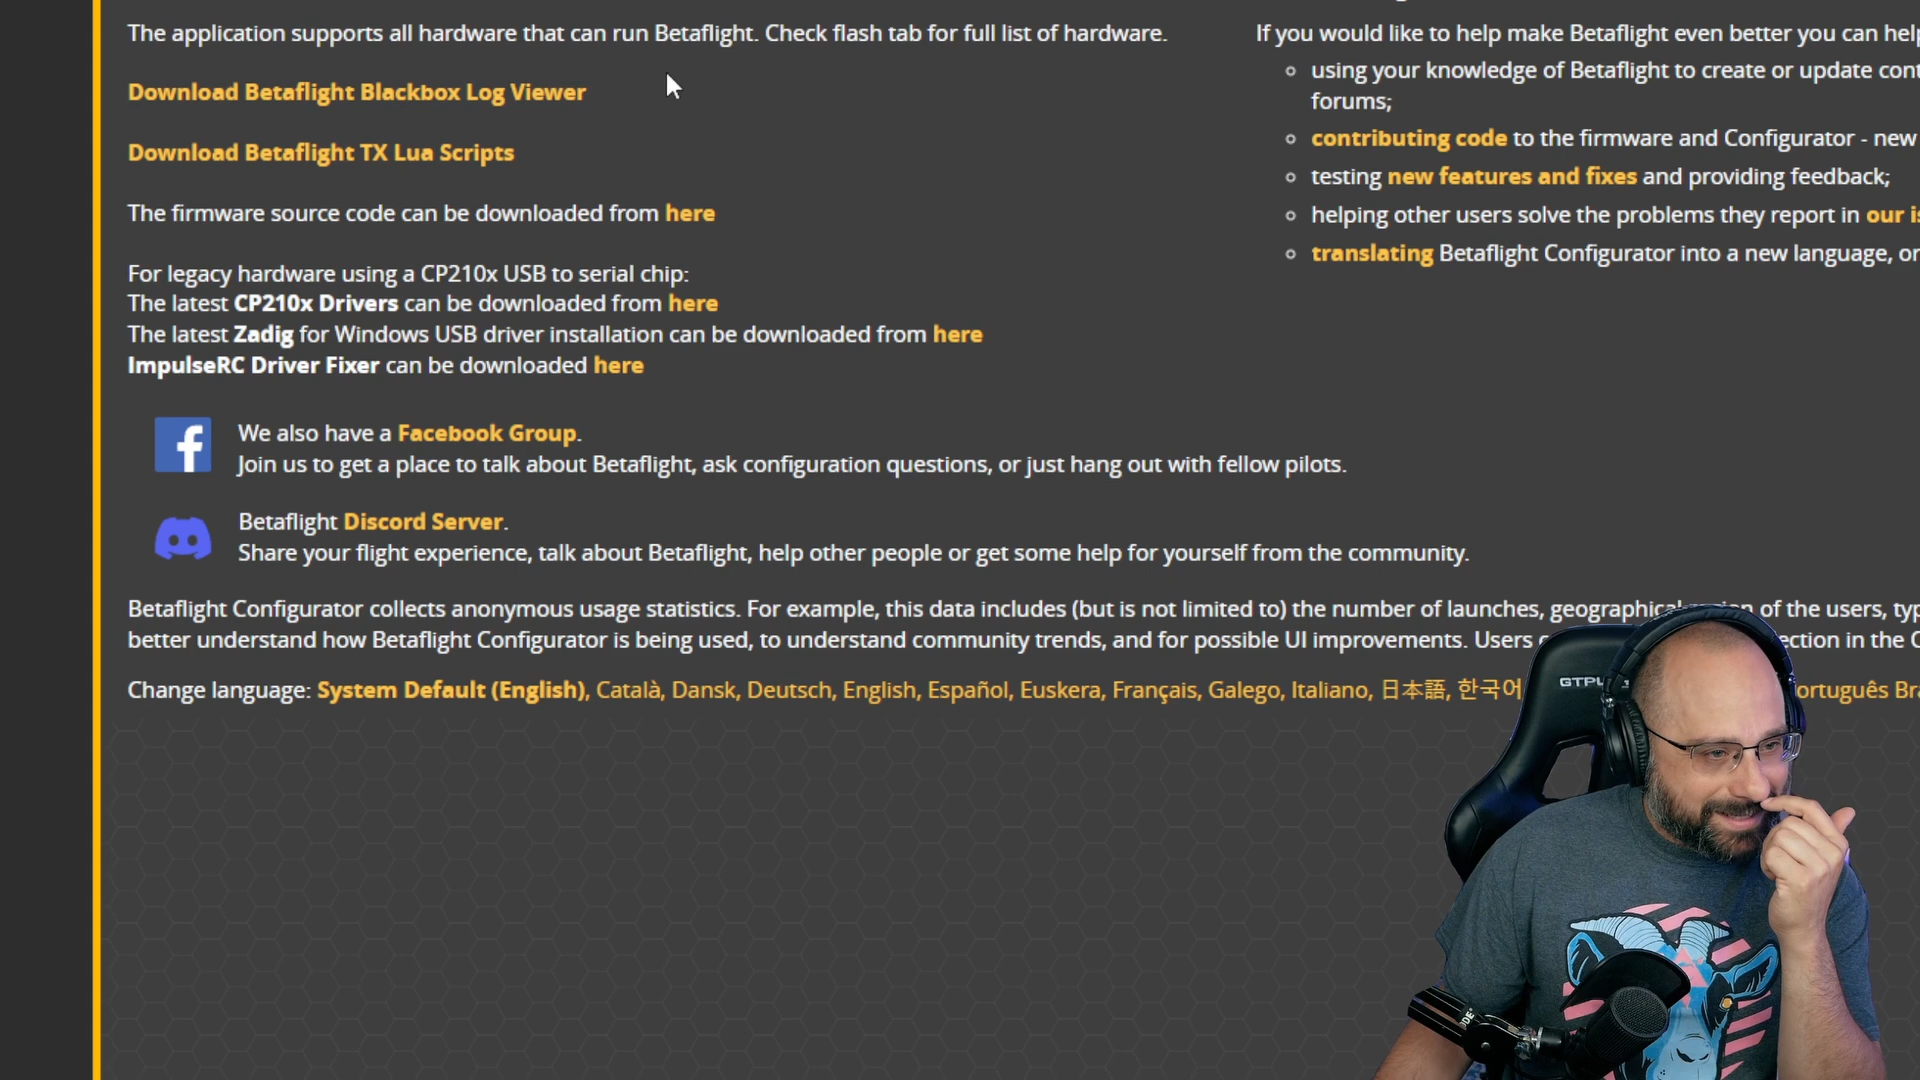 The application supports all hardware that can run Betaflight. Check flash tab for full list of hardware.
Download Betaflight Blackbox Log Viewer
Download Betaflight TX Lua Scripts
The firmware source code can be downloaded from here
For legacy hardware using a CP210x USB to serial chip:
The latest CP210x Drivers can be downloaded from here
The latest Zadig for Windows USB driver installation can be downloaded from here
ImpulseRC Driver Fixer can be downloaded here
We also have a Facebook Group.
Join us to get a place to talk about Betaflight, ask configuration questions, or just hang out with fellow pilots.
Betaflight Discord Server.
Share your flight experience, talk about Betaflight, help other people or get some help for yourself from the community.
Betaflight Configurator collects anonymous usage statistics. For example, this data includes (but is not limited to) the number of launches, geographical of the users, typ
better understand how Betaflight Configurator is being used, to understand community trends, and for possible UI improvements. Users ection in the C
Change language: System Default (English), Català, Dansk, Deutsch, English, Español, Euskera, Français, Galego, Italiano, 日本語, 한국어 ortuguês Bra
If you would like to help make Betaflight even better you can help
using your knowledge of Betaflight to create or update cont
forums;
contributing code to the firmware and Configurator - new
testing new features and fixes and providing feedback;
helping other users solve the problems they report in our is
translating Betaflight Configurator into a new language, or